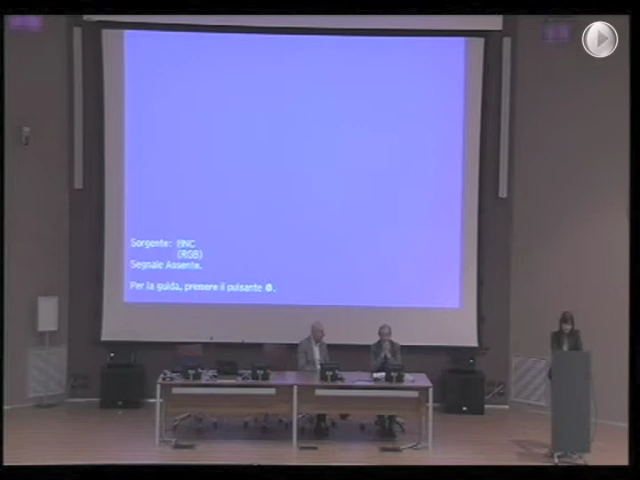 Sorgente: BNC
(RGB)
Segnale Assente.
Per la guida, premere il pulsante